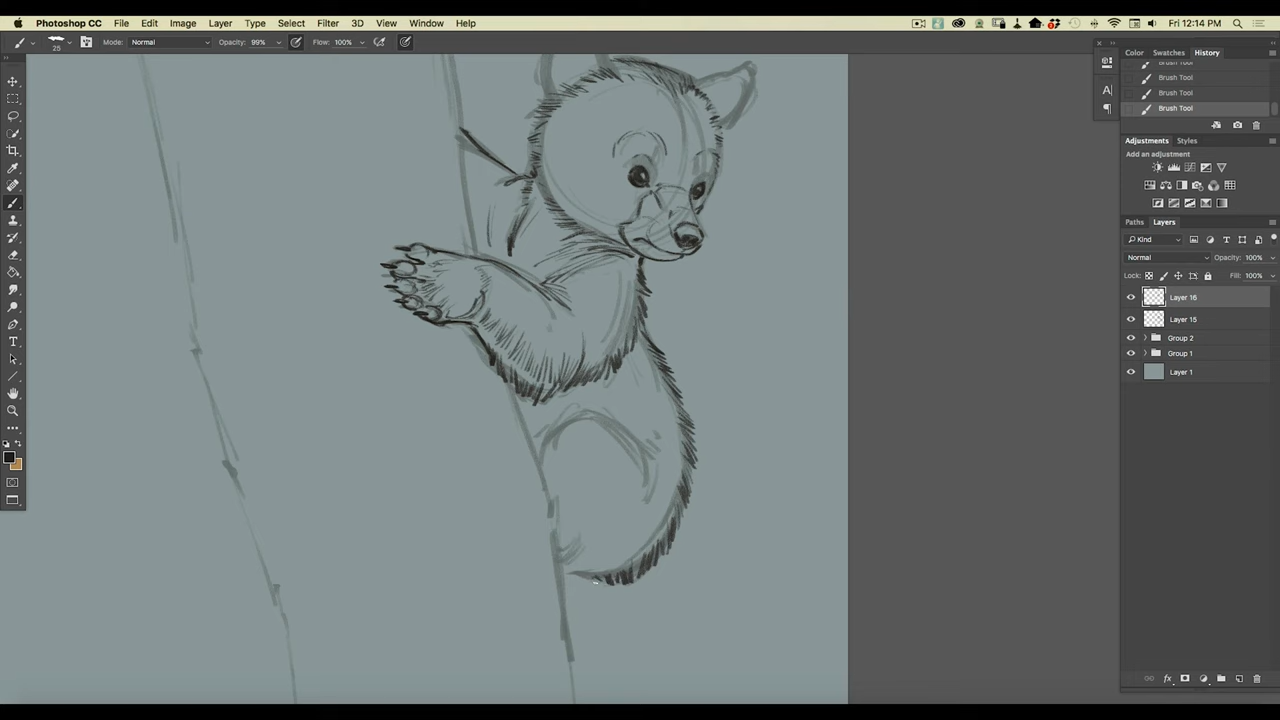 Photoshop CC File Edit Image Layer Type Select Filter 3D View Window Help Fri 12:14 PM
25 Mode: Normal Opacity: 99% Flow: 100%
Color Swatches History
Brush Tool
Brush Tool
Brush Tool
Brush Tool
Adjustments Styles
Add an adjustment
Paths Layers
Kind
Normal Opacity: 100%
Lock: Fill: 100%
Layer 16
Layer 15
Group 2
Group 1
Layer 1